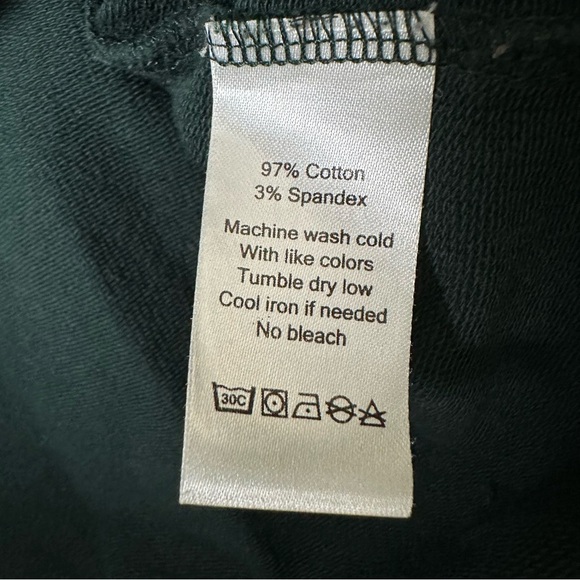 97% Cotton
3% Spandex
Machine wash cold
With like colors
Tumble dry low
Cool iron if needed
No bleach
30C